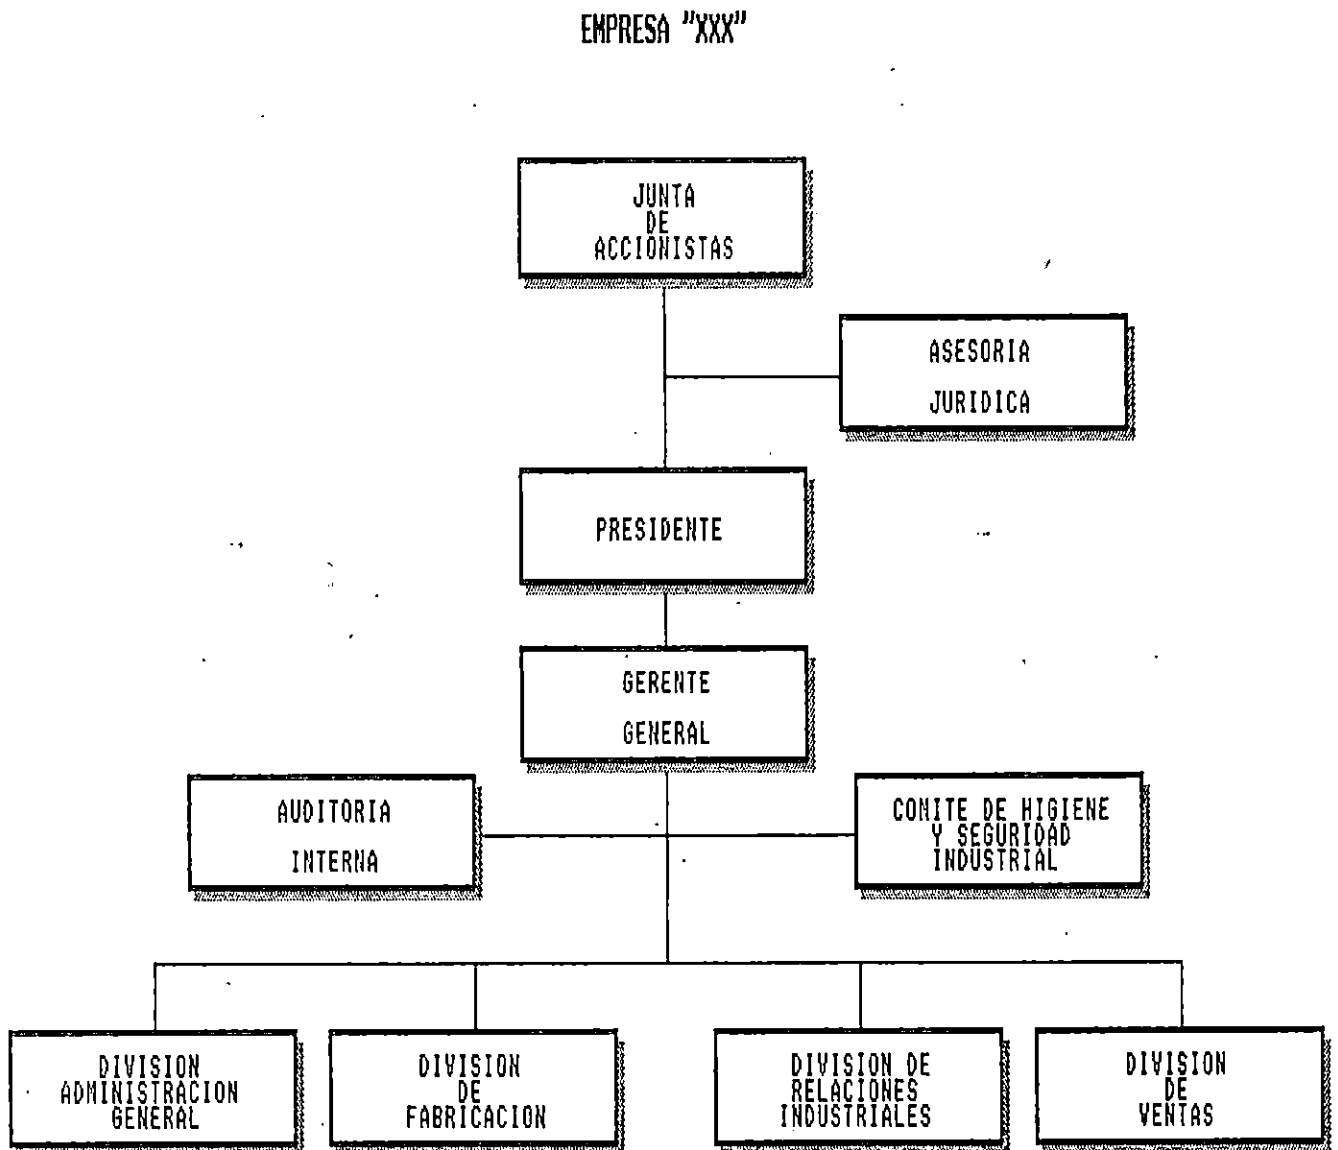 EMPRESA "XXX"
JUNTA
DE
ACCIONISTAS
ASESORIA
JURIDICA
PRESIDENTE
GERENTE
GENERAL
AUDITORIA
INTERNA
COMITE DE HIGIENE
Y SEGURIDAD
INDUSTRIAL
DIVISION
ADMINISTRACION
GENERAL
DIVISION
DE
FABRICACION
DIVISION DE
RELACIONES
INDUSTRIALES
DIVISION
DE
VENTAS